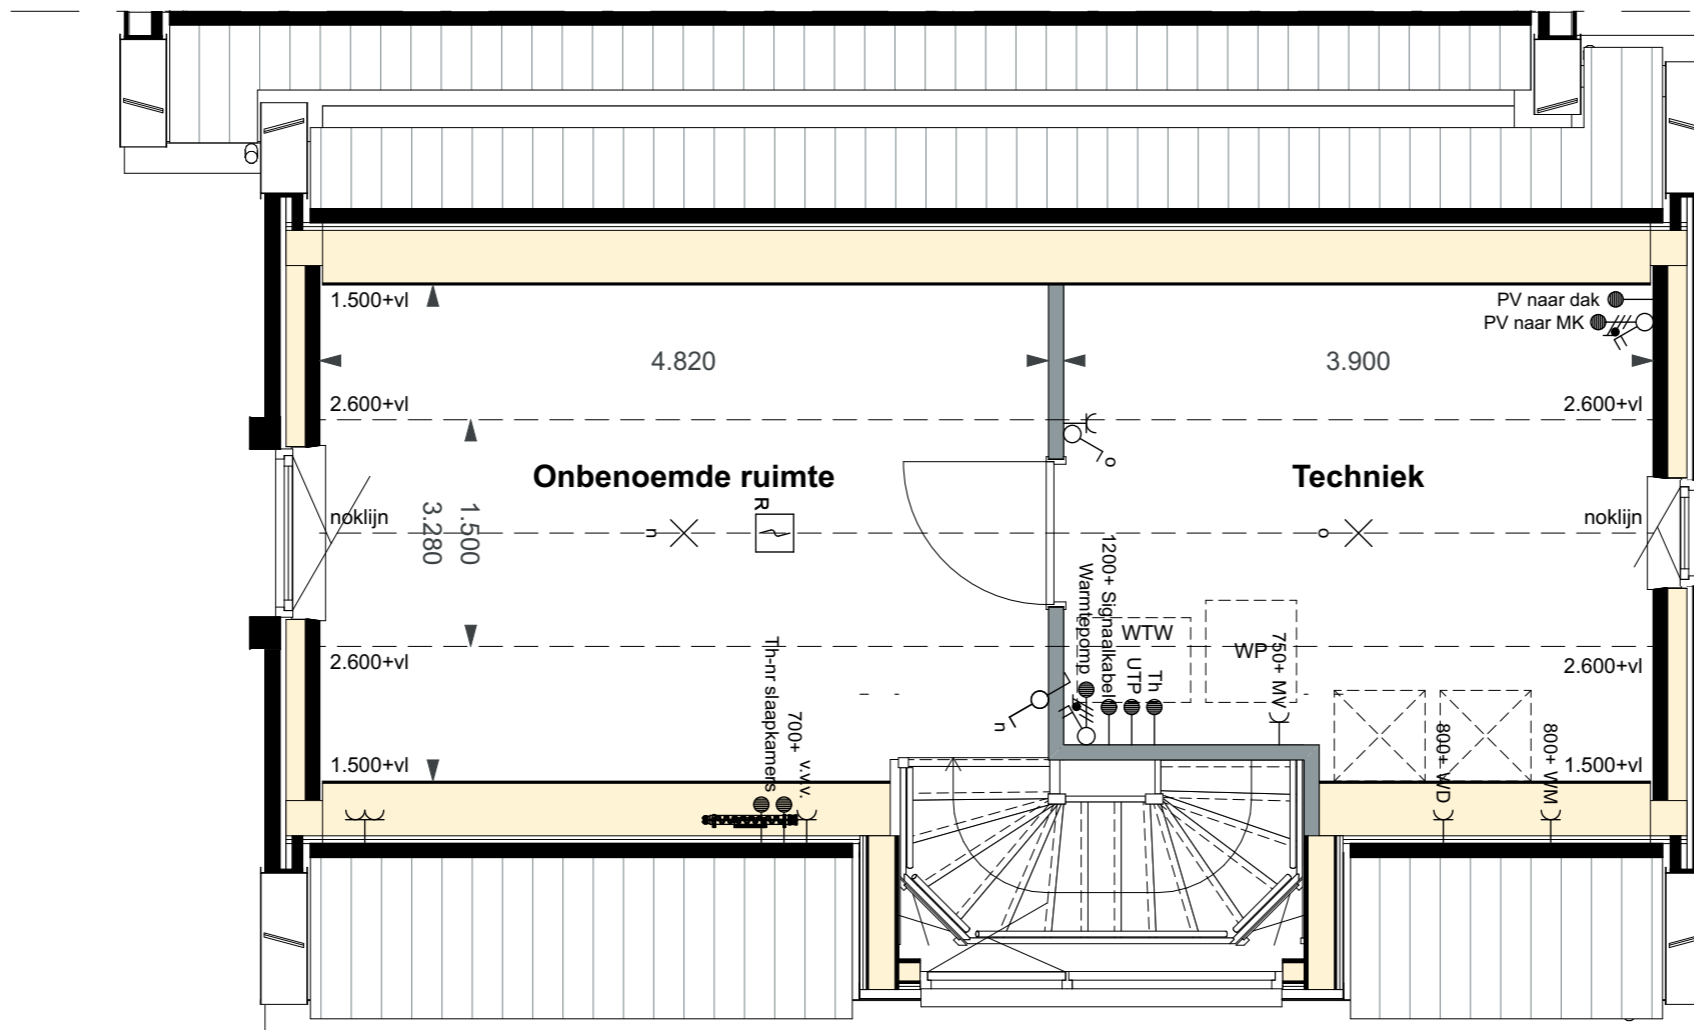 1.500+vl
PV naar dak
PV naar MK
4.820
3.900
2.600+vl
2.600+vl
o
Onbenoemde ruimte
Techniek
R
noklijn
n
o
noklijn
1.500
3.280
1200+ Signaalkabel
Warmtepomp
WTW
UTP
Th
WP
750+ MV
2.600+vl
2.600+vl
Th-nr slaapkamers
700+ v.v.
n
1.500+vl
800+ WD
800+ WM
1.500+vl